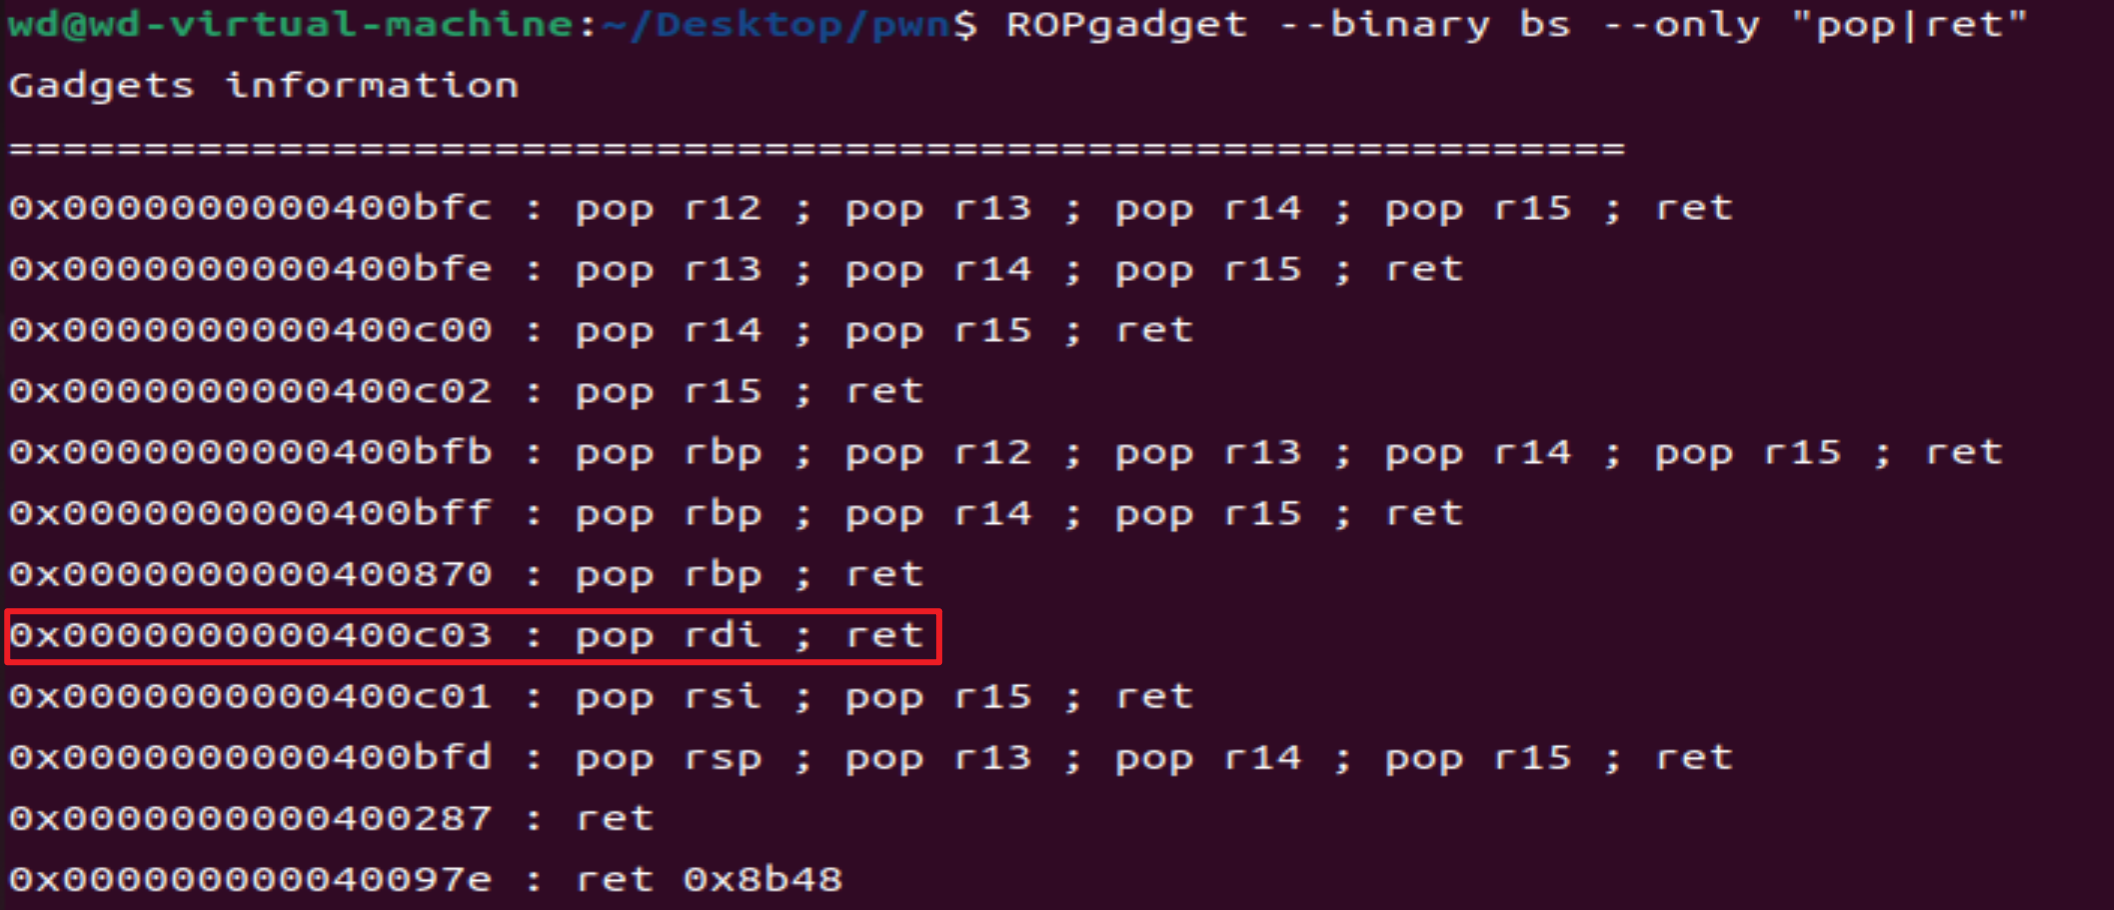 wd@wd-virtual-machine:~/Desktop/pwn$ ROPgadget --binary bs --only "pop|ret"
Gadgets information
============================================================
0x0000000000400bfc : pop r12 ; pop r13 ; pop r14 ; pop r15 ; ret
0x0000000000400bfe : pop r13 ; pop r14 ; pop r15 ; ret
0x0000000000400c00 : pop r14 ; pop r15 ; ret
0x0000000000400c02 : pop r15 ; ret
0x0000000000400bfb : pop rbp ; pop r12 ; pop r13 ; pop r14 ; pop r15 ; ret
0x0000000000400bff : pop rbp ; pop r14 ; pop r15 ; ret
0x0000000000400870 : pop rbp ; ret
0x0000000000400c03 : pop rdi ; ret
0x0000000000400c01 : pop rsi ; pop r15 ; ret
0x0000000000400bfd : pop rsp ; pop r13 ; pop r14 ; pop r15 ; ret
0x0000000000400287 : ret
0x000000000040097e : ret 0x8b48